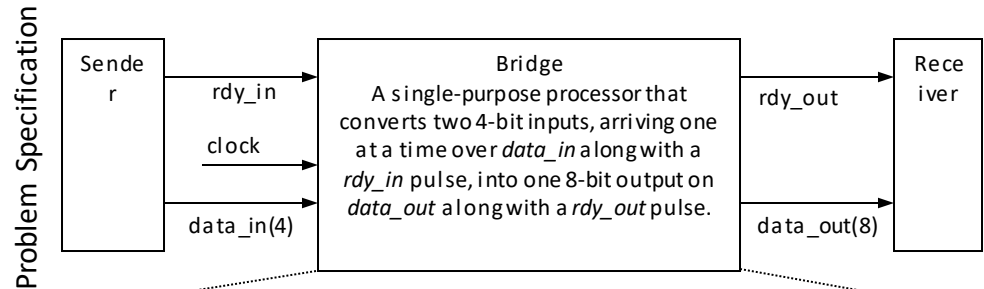 Problem Specification
Sende
r
rdy_in
clock
data_in(4)
Bridge
A single-purpose processor that
converts two 4-bit inputs, arriving one
at a time over data_in along with a
rdy_in pulse, into one 8-bit output on
data_out along with a rdy_out pulse.
rdy_out
data_out(8)
Rece
iver